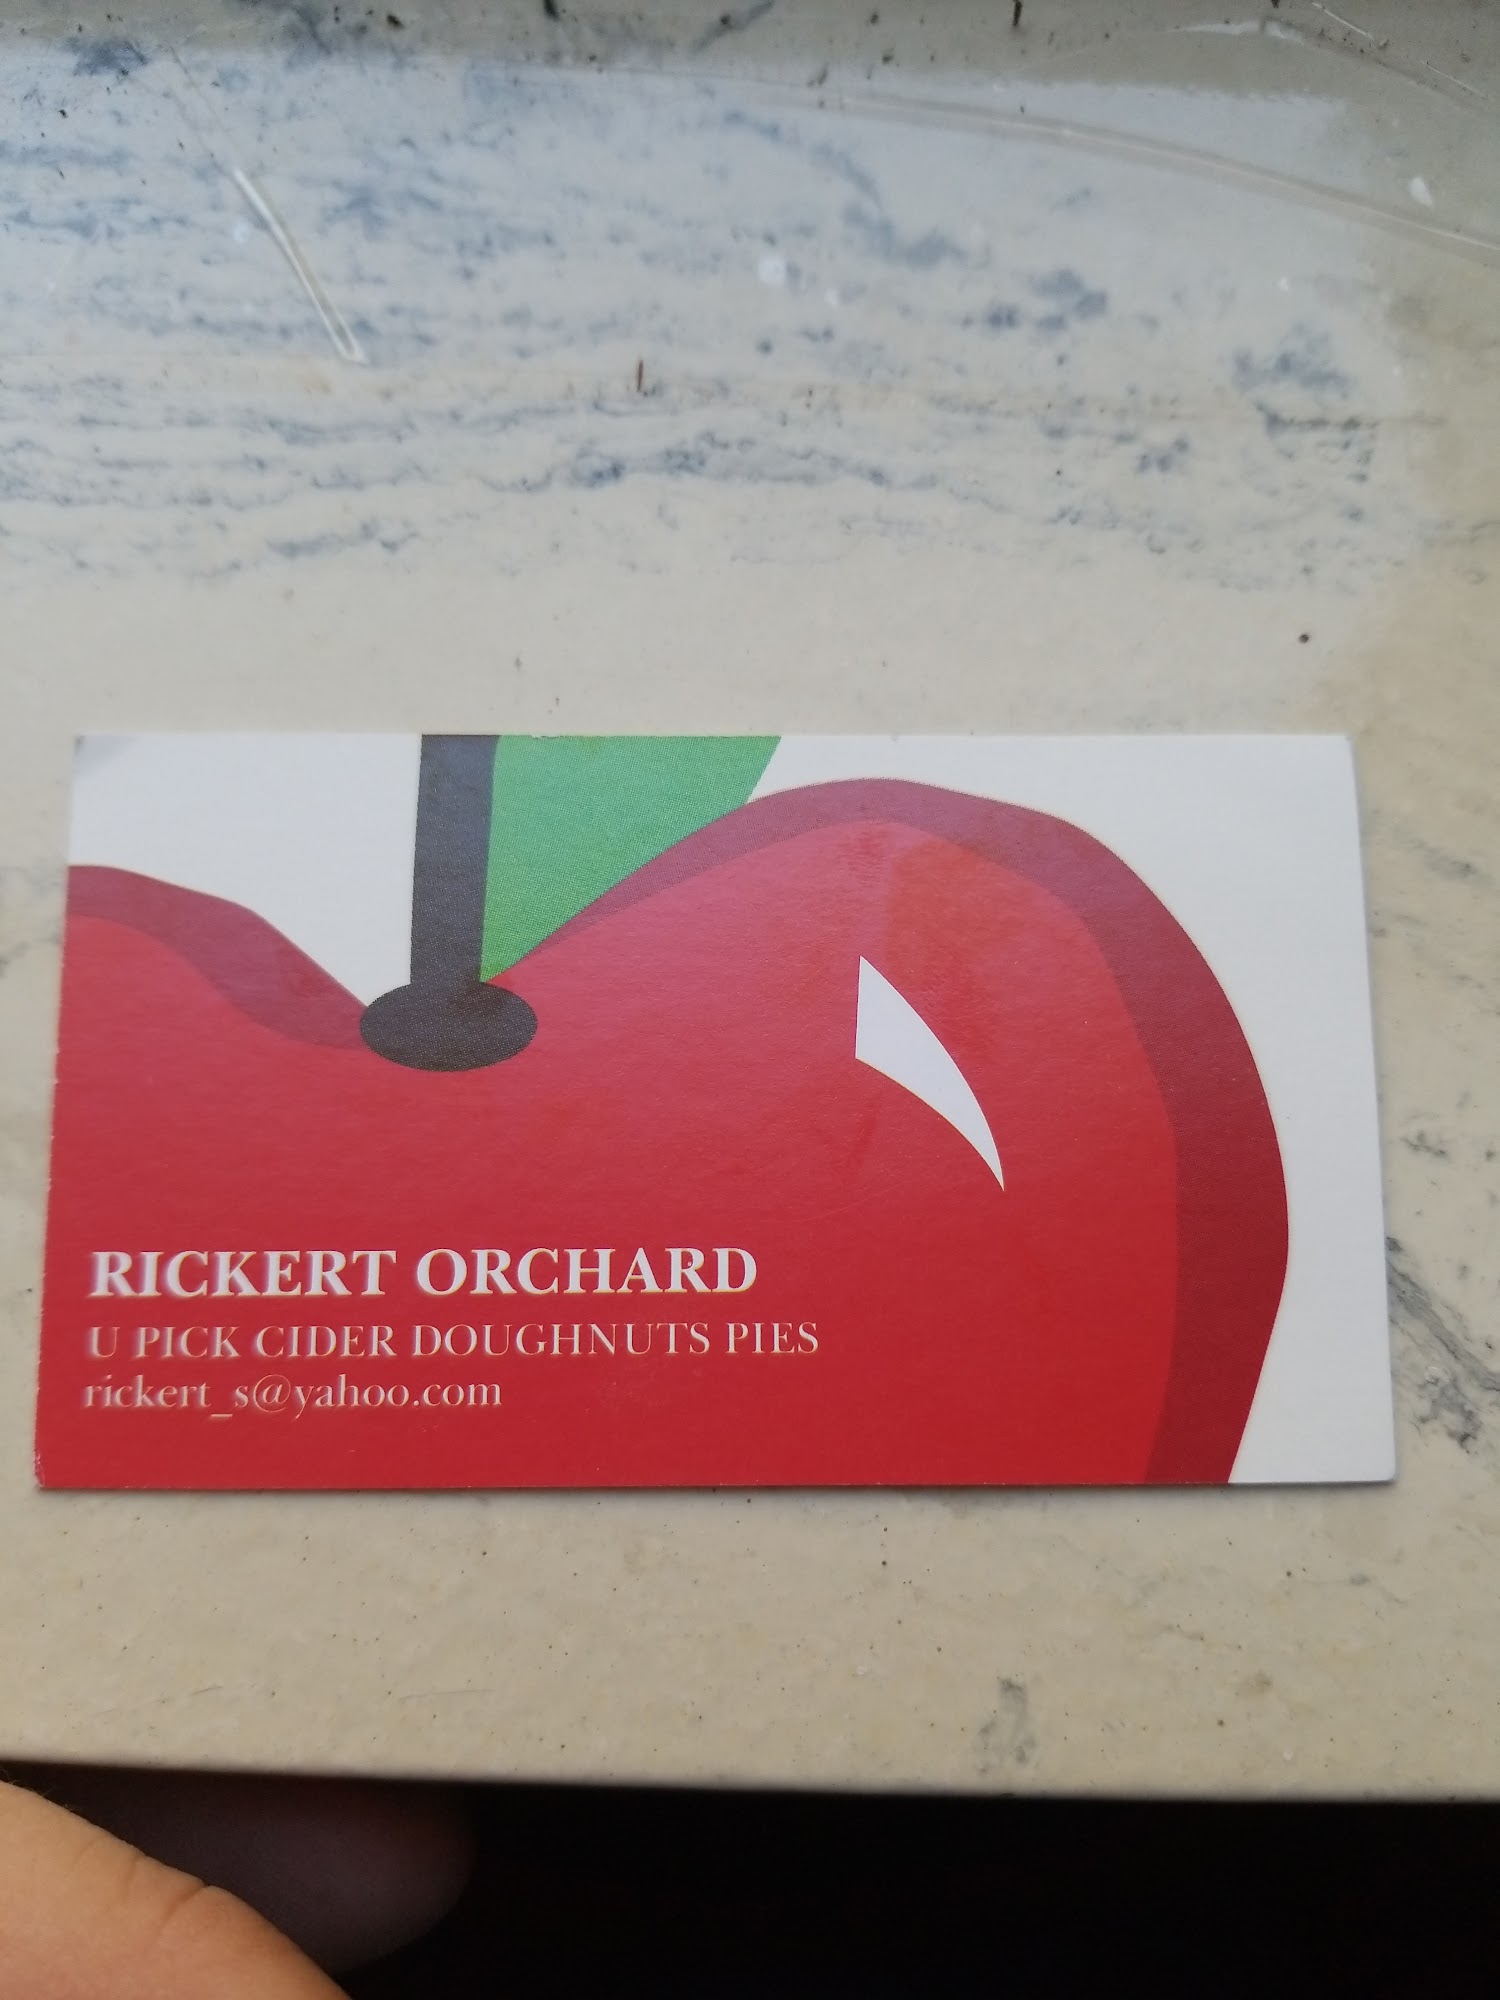 RICKERT ORCHARD
U PICK CIDER DOUGHNUTS PIES
rickert_s@yahoo.com